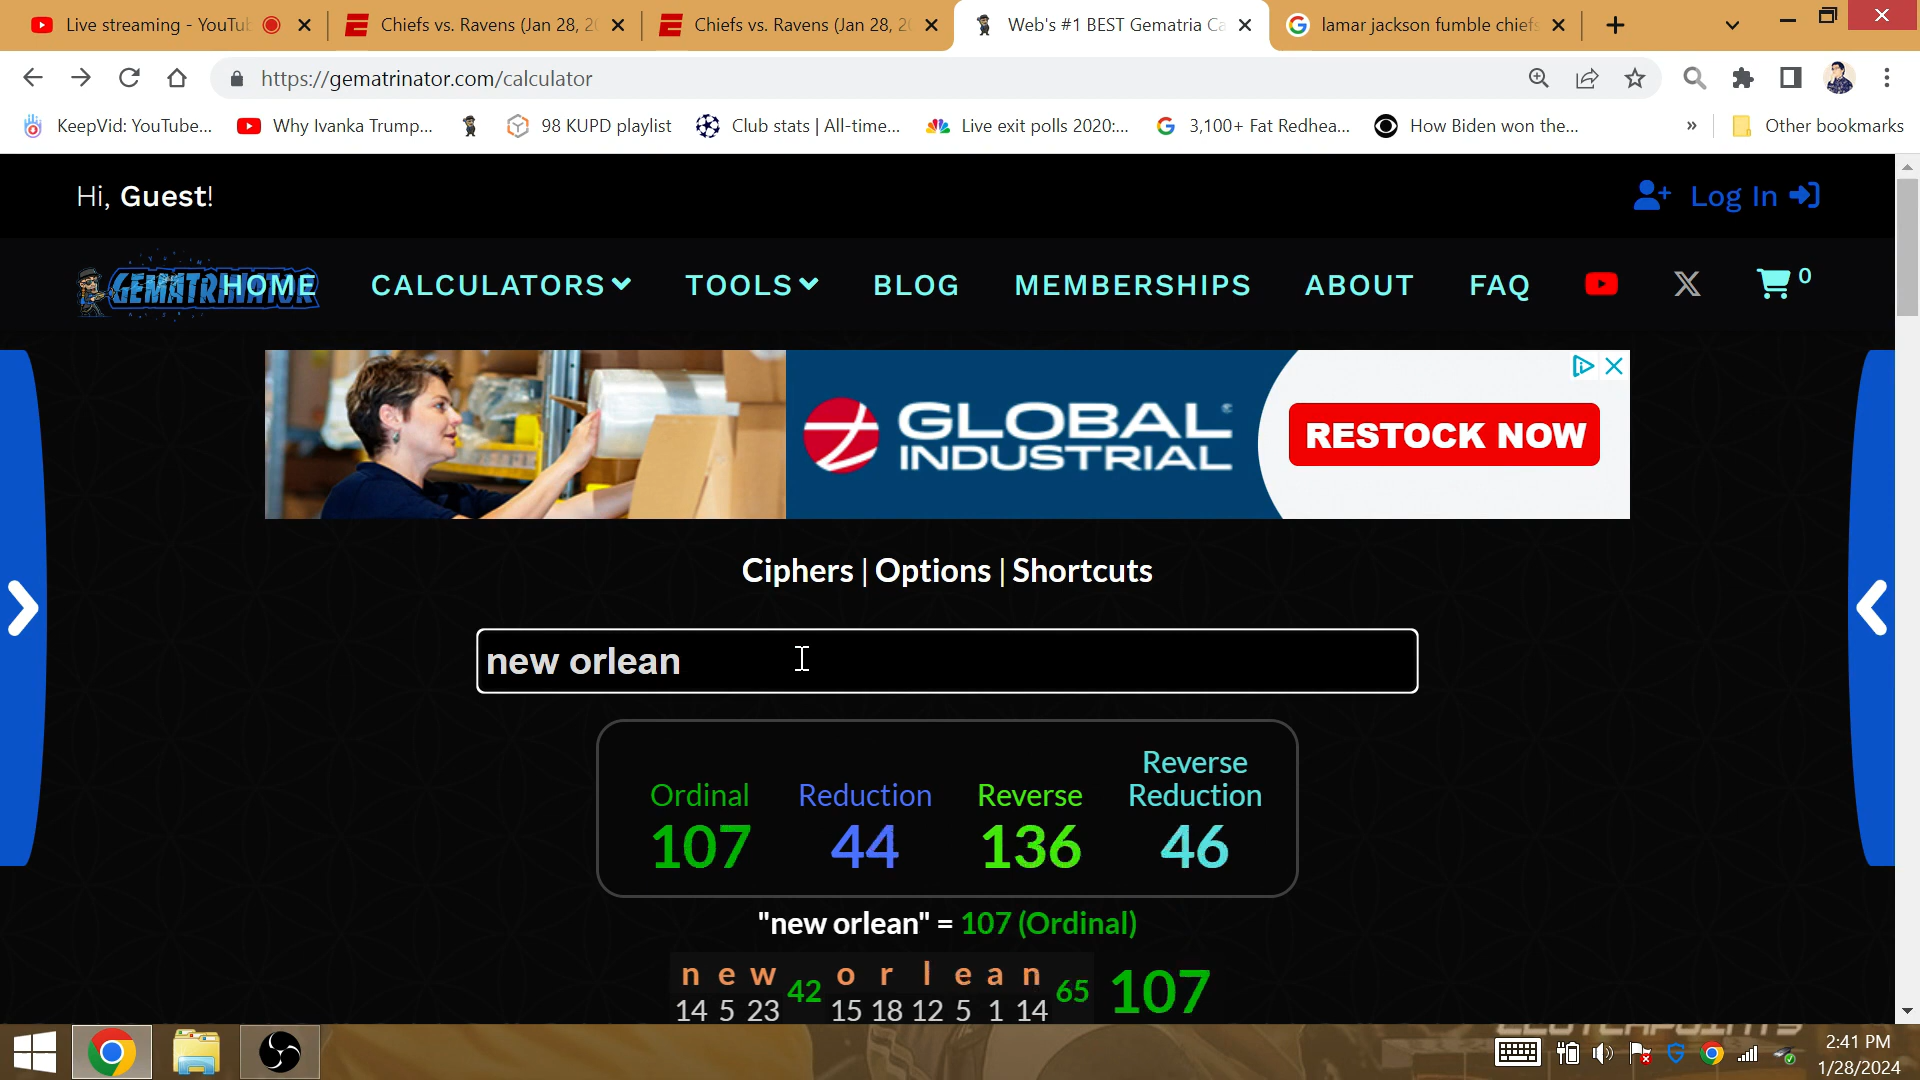 Live streaming - YouTu
Chiefs vs. Ravens (Jan 28, 2
Chiefs vs. Ravens (Jan 28, 2
Web's #1 BEST Gematria Ca
lamar jackson fumble chiefs
https://gematrinator.com/calculator
KeepVid: YouTube...
Why Ivanka Trump...
98 KUPD playlist
Club stats | All-time...
Live exit polls 2020:...
3,100+ Fat Redhea...
How Biden won the...
»
Other bookmarks
Hi, Guest!
Log In
GEMATRINATOR
HOME
CALCULATORS
TOOLS
BLOG
MEMBERSHIPS
ABOUT
FAQ
0
GLOBAL
INDUSTRIAL
RESTOCK NOW
Ciphers | Options | Shortcuts
new orlean
Ordinal
Reduction
Reverse
Reverse
Reduction
107
44
136
46
"new orlean" = 107 (Ordinal)
n e w 42 o r l e a n 65 107
14 5 23 15 18 12 5 1 14
2:41 PM
1/28/2024